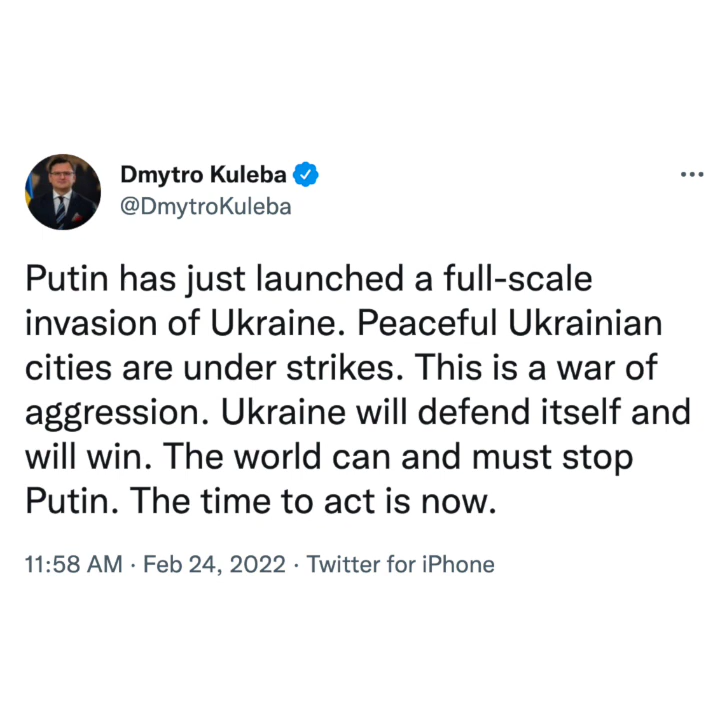 Dmytro Kuleba
@DmytroKuleba
Putin has just launched a full-scale
invasion of Ukraine. Peaceful Ukrainian
cities are under strikes. This is a war of
aggression. Ukraine will defend itself and
will win. The world can and must stop
Putin. The time to act is now.
11:58 AM · Feb 24, 2022 · Twitter for iPhone